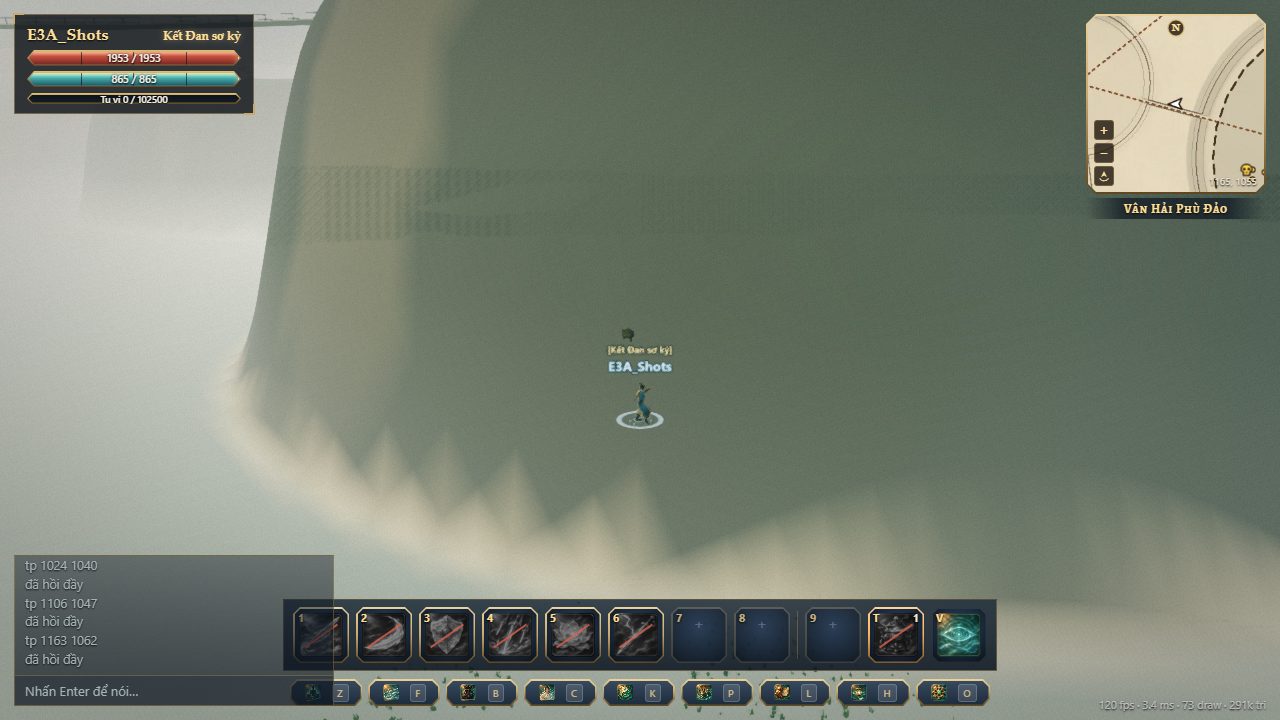 E3A_Shots
Kết Đan sơ kỳ
1953 / 1953
865 / 865
Tu vi 0 / 102500
N
+
−
Vân Hải Phù Đảo
[Kết Đan sơ kỳ]
E3A_Shots
tp 1024 1040
đã hồi đầy
tp 1106 1047
đã hồi đầy
tp 1163 1062
đã hồi đầy
Nhấn Enter để nói...
1 2 3 4 5 6 7 8 9 T 1 V
+ + +
Z F B C K P L H O
120 fps · 3.4 ms · 73 draw · 291k tri